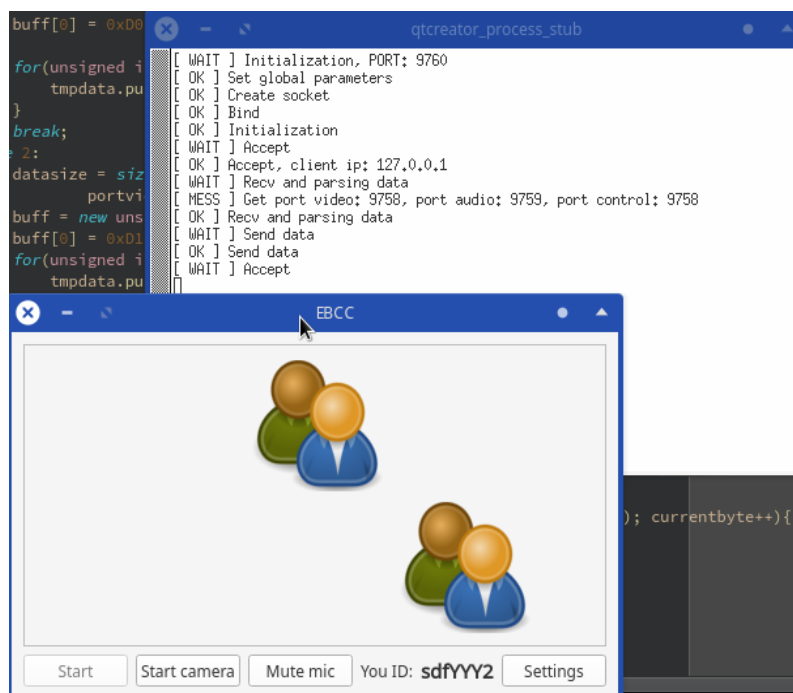 buff[0] = 0xD0
for(unsigned i
tmpdata.pu
}
break;
e 2:
datasize = siz
portvi
buff = new uns
buff[0] = 0xD1
for(unsigned i
tmpdata.pu
qtcreator_process_stub
[ WAIT ] Initialization, PORT: 9760
[ OK ] Set global parameters
[ OK ] Create socket
[ OK ] Bind
[ OK ] Initialization
[ WAIT ] Accept
[ OK ] Accept, client ip: 127.0.0.1
[ WAIT ] Recv and parsing data
[ MESS ] Get port video: 9758, port audio: 9759, port control: 9758
[ OK ] Recv and parsing data
[ WAIT ] Send data
[ OK ] Send data
[ WAIT ] Accept
EBCC
); currentbyte++){
Start Start camera Mute mic You ID: sdfYYY2 Settings